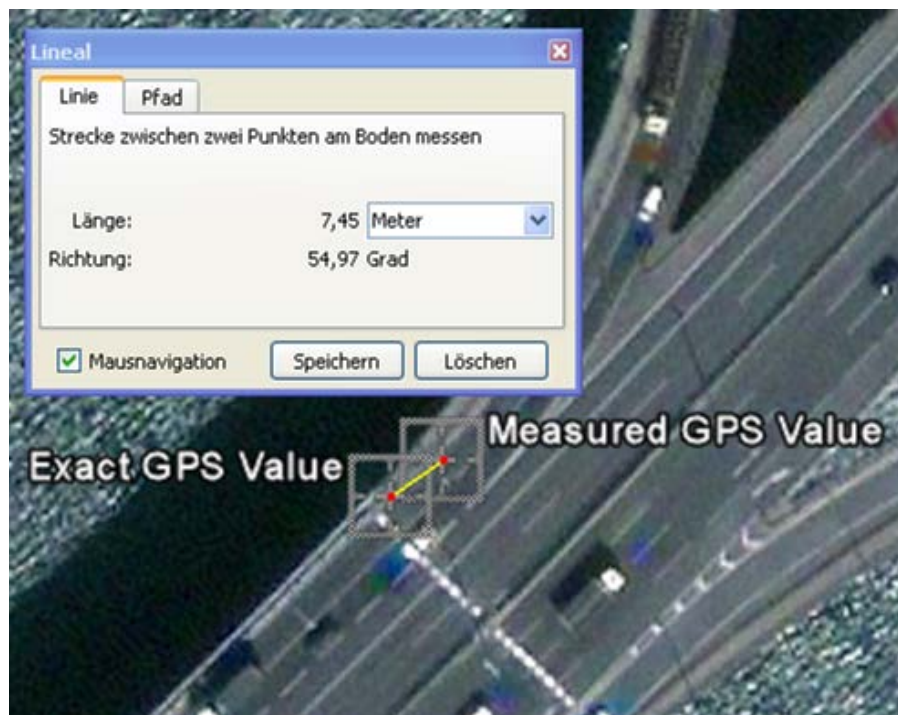 Lineal
Linie Pfad
Strecke zwischen zwei Punkten am Boden messen
Länge: 7,45 Meter
Richtung: 54,97 Grad
Mausnavigation Speichern Löschen
Measured GPS Value
Exact GPS Value